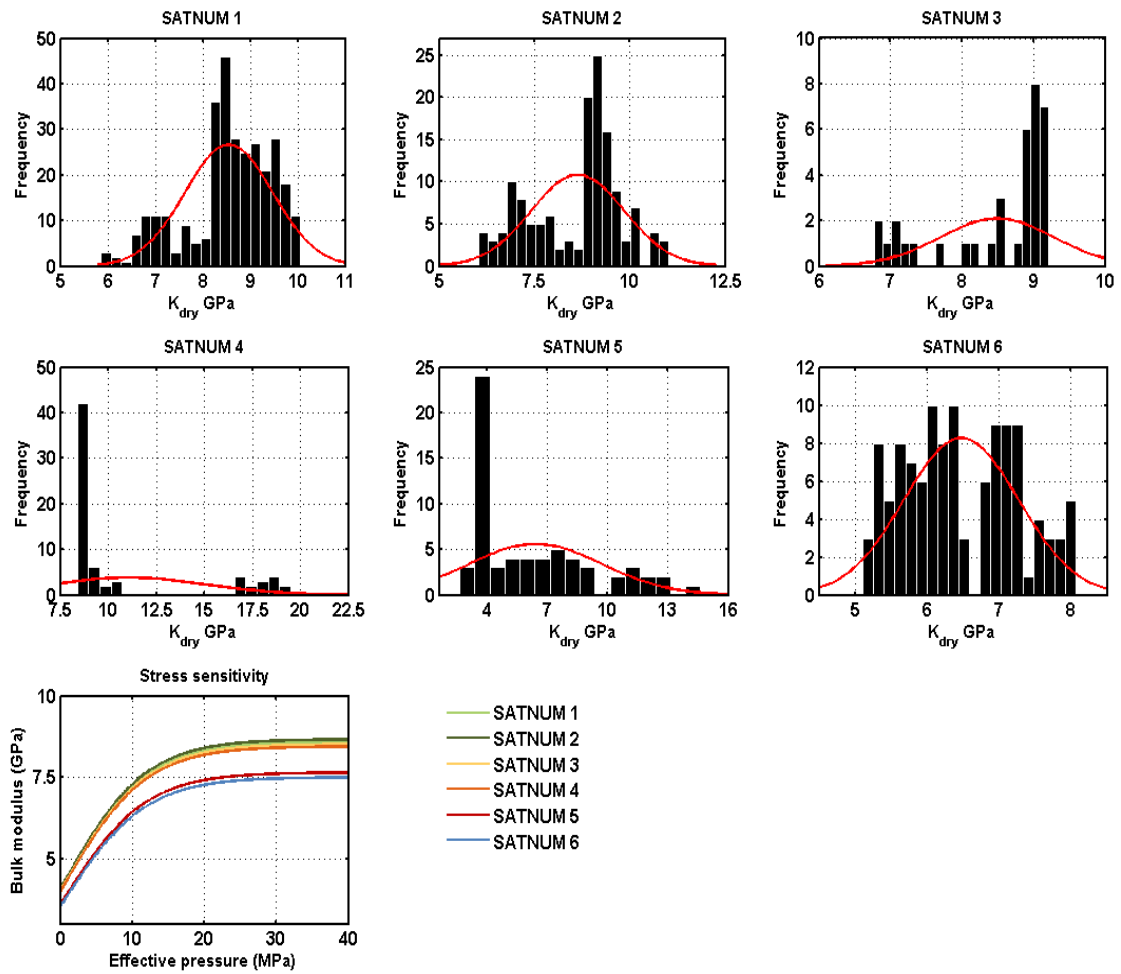 SATNUM 1
50
40
30
20
10
0
Frequency
5 6 7 8 9 10 11
Kdry GPa
SATNUM 2
25
20
15
10
5
0
Frequency
5 7.5 10 12.5
Kdry GPa
SATNUM 3
10
8
6
4
2
0
Frequency
6 7 8 9 10
Kdry GPa
SATNUM 4
50
40
30
20
10
0
Frequency
7.5 10 12.5 15 17.5 20 22.5
Kdry GPa
SATNUM 5
25
20
15
10
5
0
Frequency
4 7 10 13 16
Kdry GPa
SATNUM 6
12
10
8
6
4
2
0
Frequency
5 6 7 8
Kdry GPa
Stress sensitivity
10
7.5
5
Bulk modulus (GPa)
0 10 20 30 40
Effective pressure (MPa)
SATNUM 1
SATNUM 2
SATNUM 3
SATNUM 4
SATNUM 5
SATNUM 6